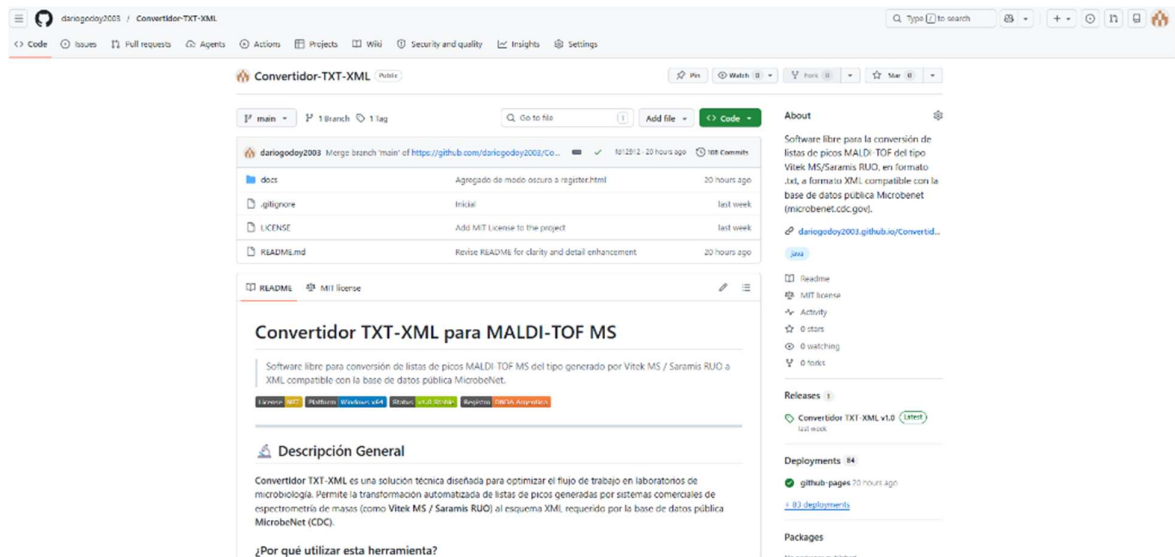 dariogodoy2003 / Convertidor-TXT-XML
Type / to search
Code Issues Pull requests Agents Actions Projects Wiki Security and quality Insights Settings
Convertidor-TXT-XML Public
Pin Watch 0 Fork 0 Star 0
main 1 Branch 1 Tag
Go to file t Add file Code
dariogodoy2003 Merge branch 'main' of https://github.com/dariogodoy2003/Co... 20 hours ago 108 Commits
docs Agregado de modo oscuro a register.html 20 hours ago
.gitignore Inicial last week
LICENSE Add MIT License to the project last week
README.md Revise README for clarity and detail enhancement 20 hours ago
README MIT license
Convertidor TXT-XML para MALDI-TOF MS
Software libre para conversión de listas de picos MALDI-TOF MS del tipo generado por Vitek MS / Saramis RUO a
XML compatible con la base de datos pública MicrobeNet.
License MIT Platform Windows x64 Status v1.0 Stable Registro DNDA Argentina
Descripción General
Convertidor TXT-XML es una solución técnica diseñada para optimizar el flujo de trabajo en laboratorios de
microbiología. Permite la transformación automatizada de listas de picos generadas por sistemas comerciales de
espectrometría de masas (como Vitek MS / Saramis RUO) al esquema XML requerido por la base de datos pública
MicrobeNet (CDC).
¿Por qué utilizar esta herramienta?
About
Software libre para la conversión de
listas de picos MALDI-TOF del tipo
Vitek MS/Saramis RUO, en formato
.txt, a formato XML compatible con la
base de datos pública Microbenet
(microbenet.cdc.gov).
dariogodoy2003.github.io/Convertid...
java
Readme
MIT license
Activity
0 stars
0 watching
0 forks
Releases 1
Convertidor TXT-XML v1.0 Latest
last week
Deployments 84
github-pages 20 hours ago
+ 83 deployments
Packages